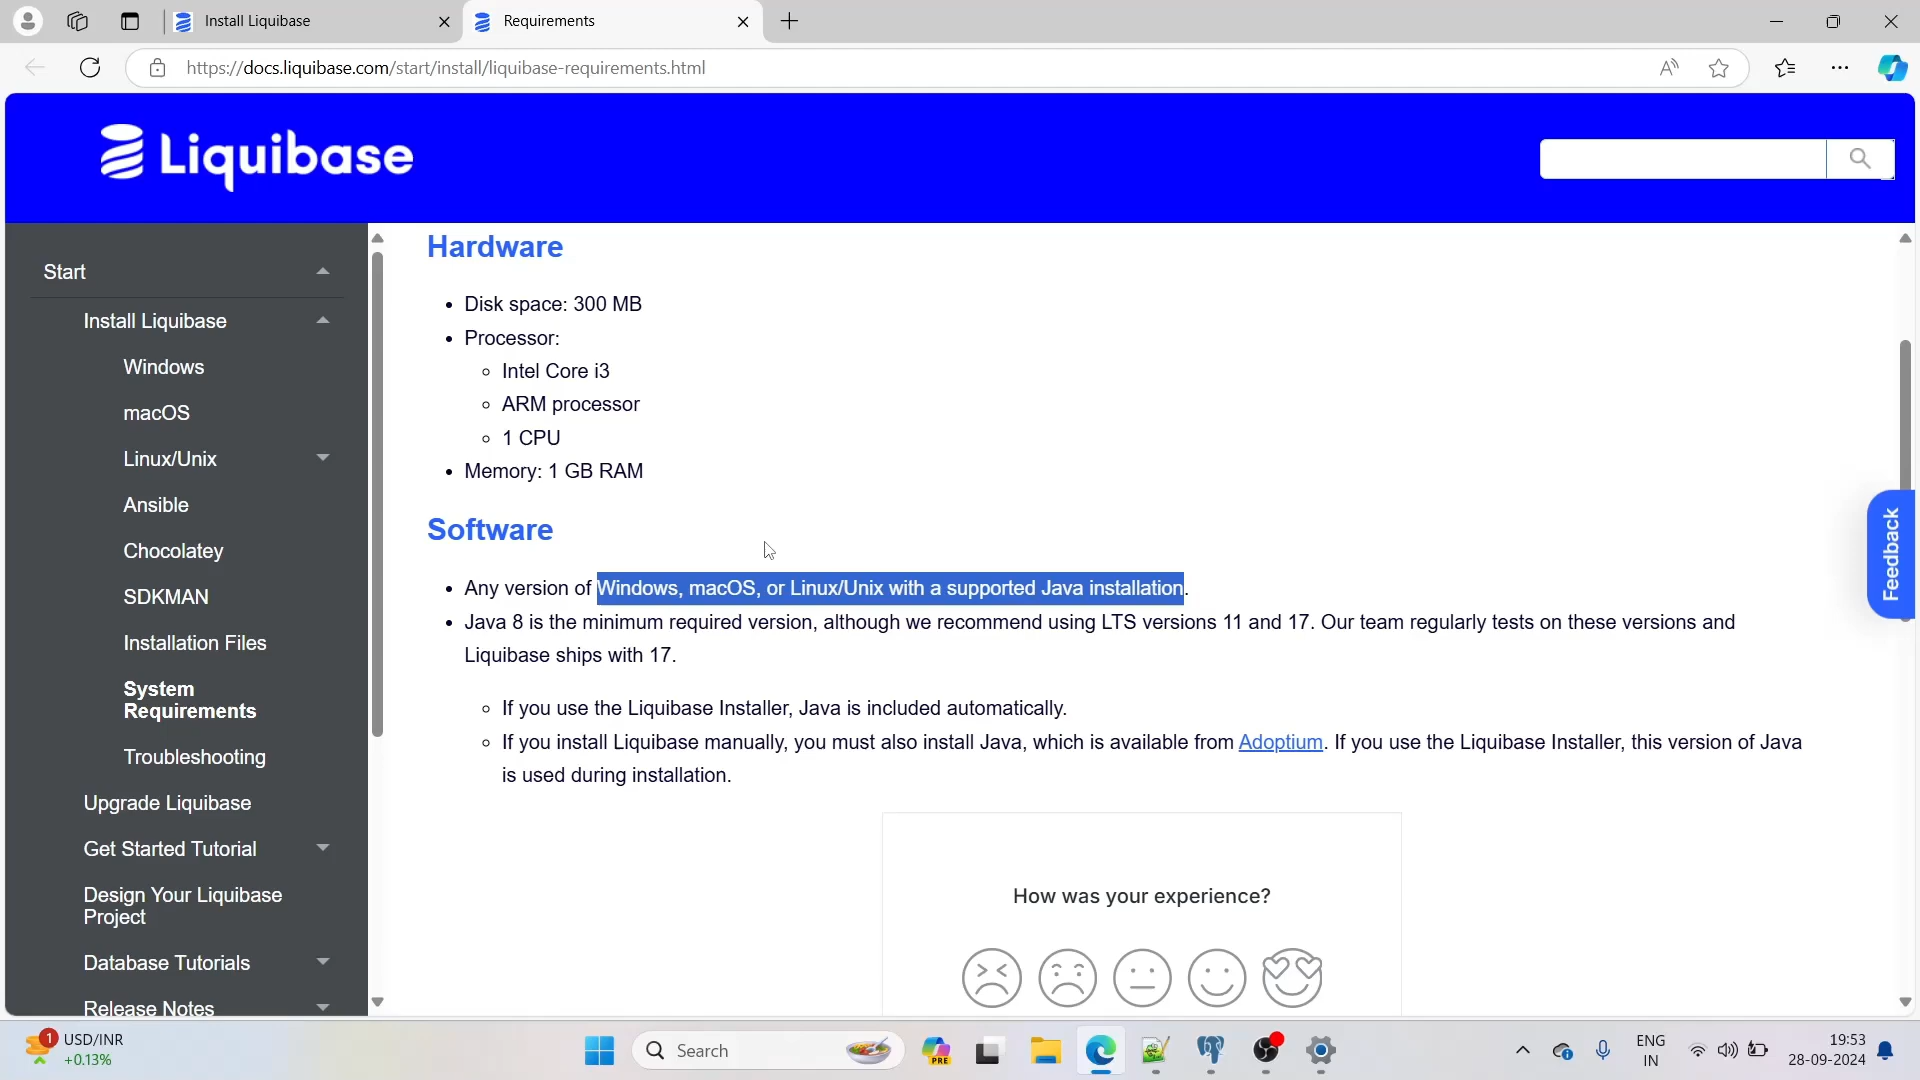 Install Liquibase
Requirements
https://docs.liquibase.com/start/install/liquibase-requirements.html
Liquibase
Start
Install Liquibase
Windows
macOS
Linux/Unix
Ansible
Chocolatey
SDKMAN
Installation Files
System
Requirements
Troubleshooting
Upgrade Liquibase
Get Started Tutorial
Design Your Liquibase
Project
Database Tutorials
Release Notes
Hardware
• Disk space: 300 MB
• Processor:
◦ Intel Core i3
◦ ARM processor
◦ 1 CPU
• Memory: 1 GB RAM
Software
• Any version of Windows, macOS, or Linux/Unix with a supported Java installation.
• Java 8 is the minimum required version, although we recommend using LTS versions 11 and 17. Our team regularly tests on these versions and
Liquibase ships with 17.
◦ If you use the Liquibase Installer, Java is included automatically.
◦ If you install Liquibase manually, you must also install Java, which is available from Adoptium. If you use the Liquibase Installer, this version of Java
is used during installation.
How was your experience?
Feedback
1
USD/INR
+0.13%
Search
PRE
ENG
IN
19:53
28-09-2024